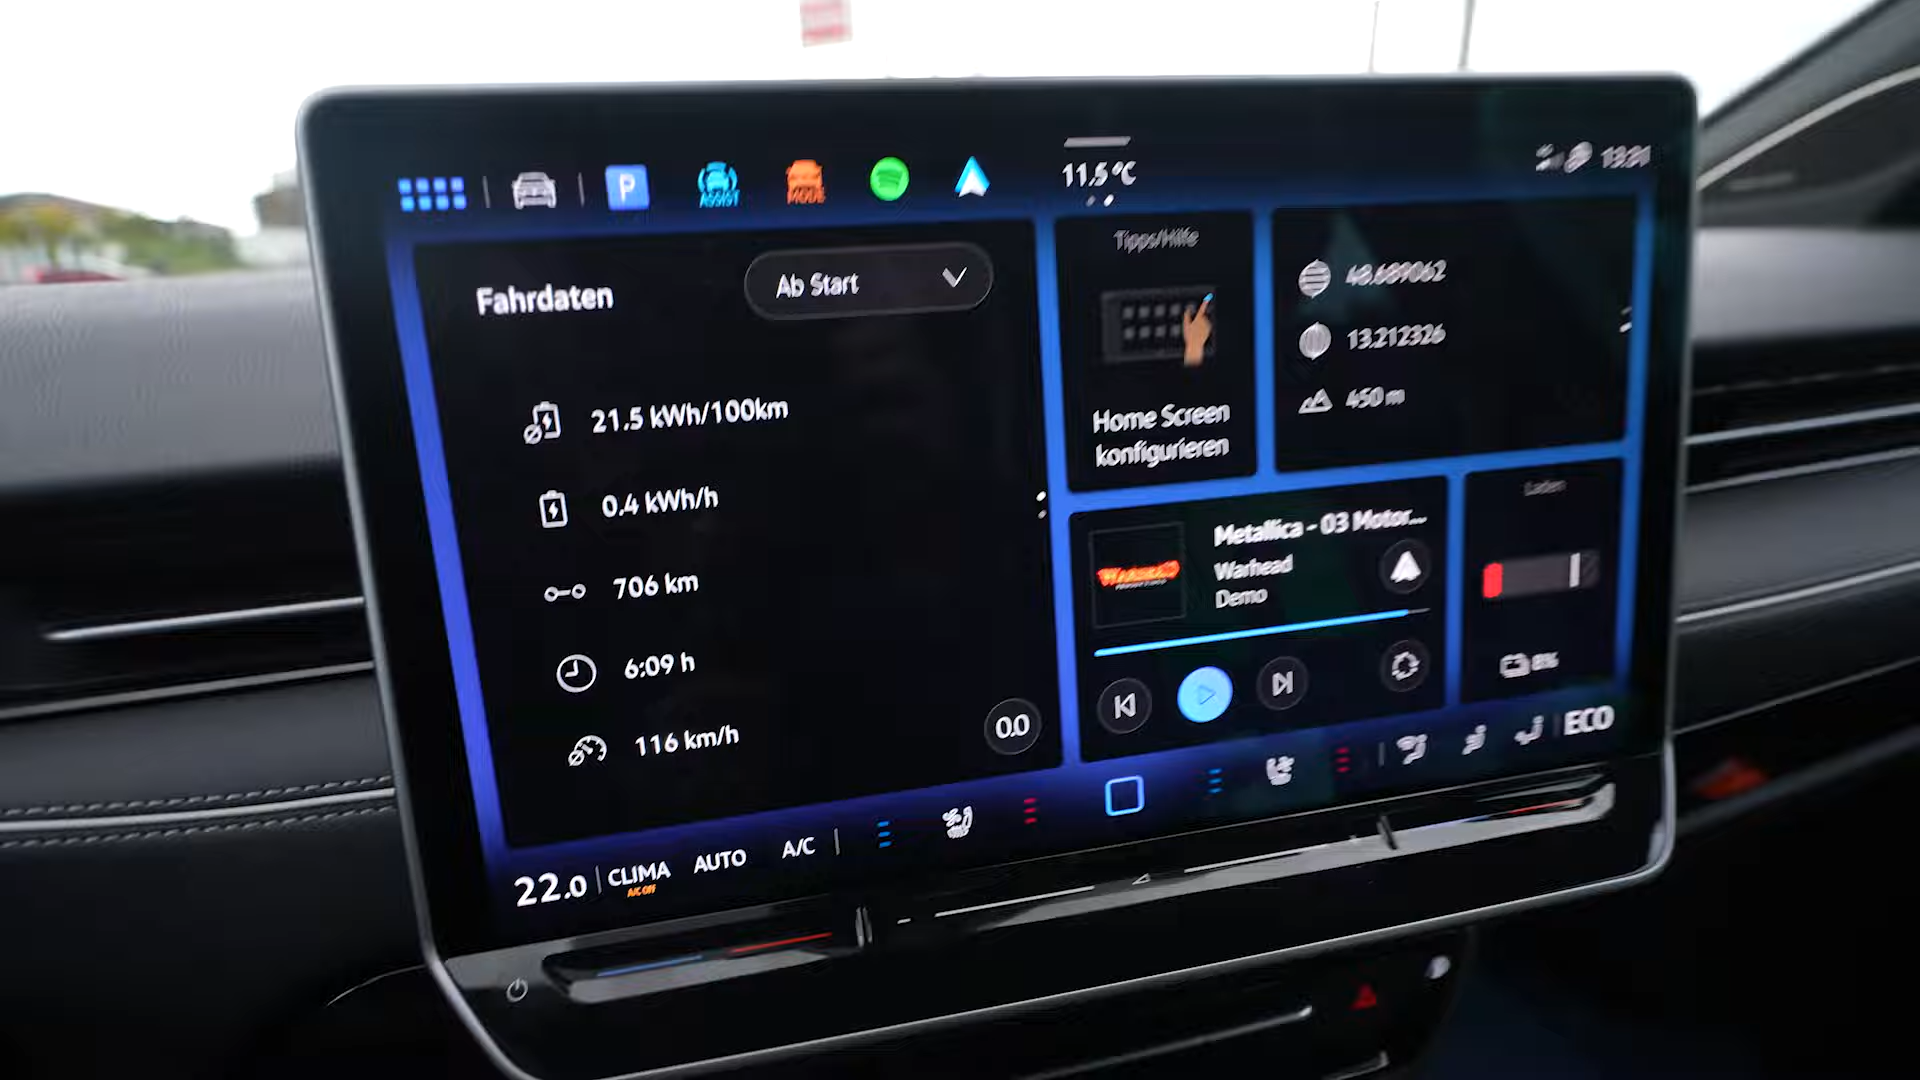 P
ASSIST
MODE
11.5 °C
Fahrdaten
Ab Start
21.5 kWh/100km
0.4 kWh/h
706 km
6:09 h
116 km/h
0.0
Tipps/Hilfe
Home Screen
konfigurieren
48.689062
13.212326
450 m
Metallica - 03 Motor...
Warhead
Demo
Laden
8%
22.0
CLIMA
A/C OFF
AUTO
A/C
ECO